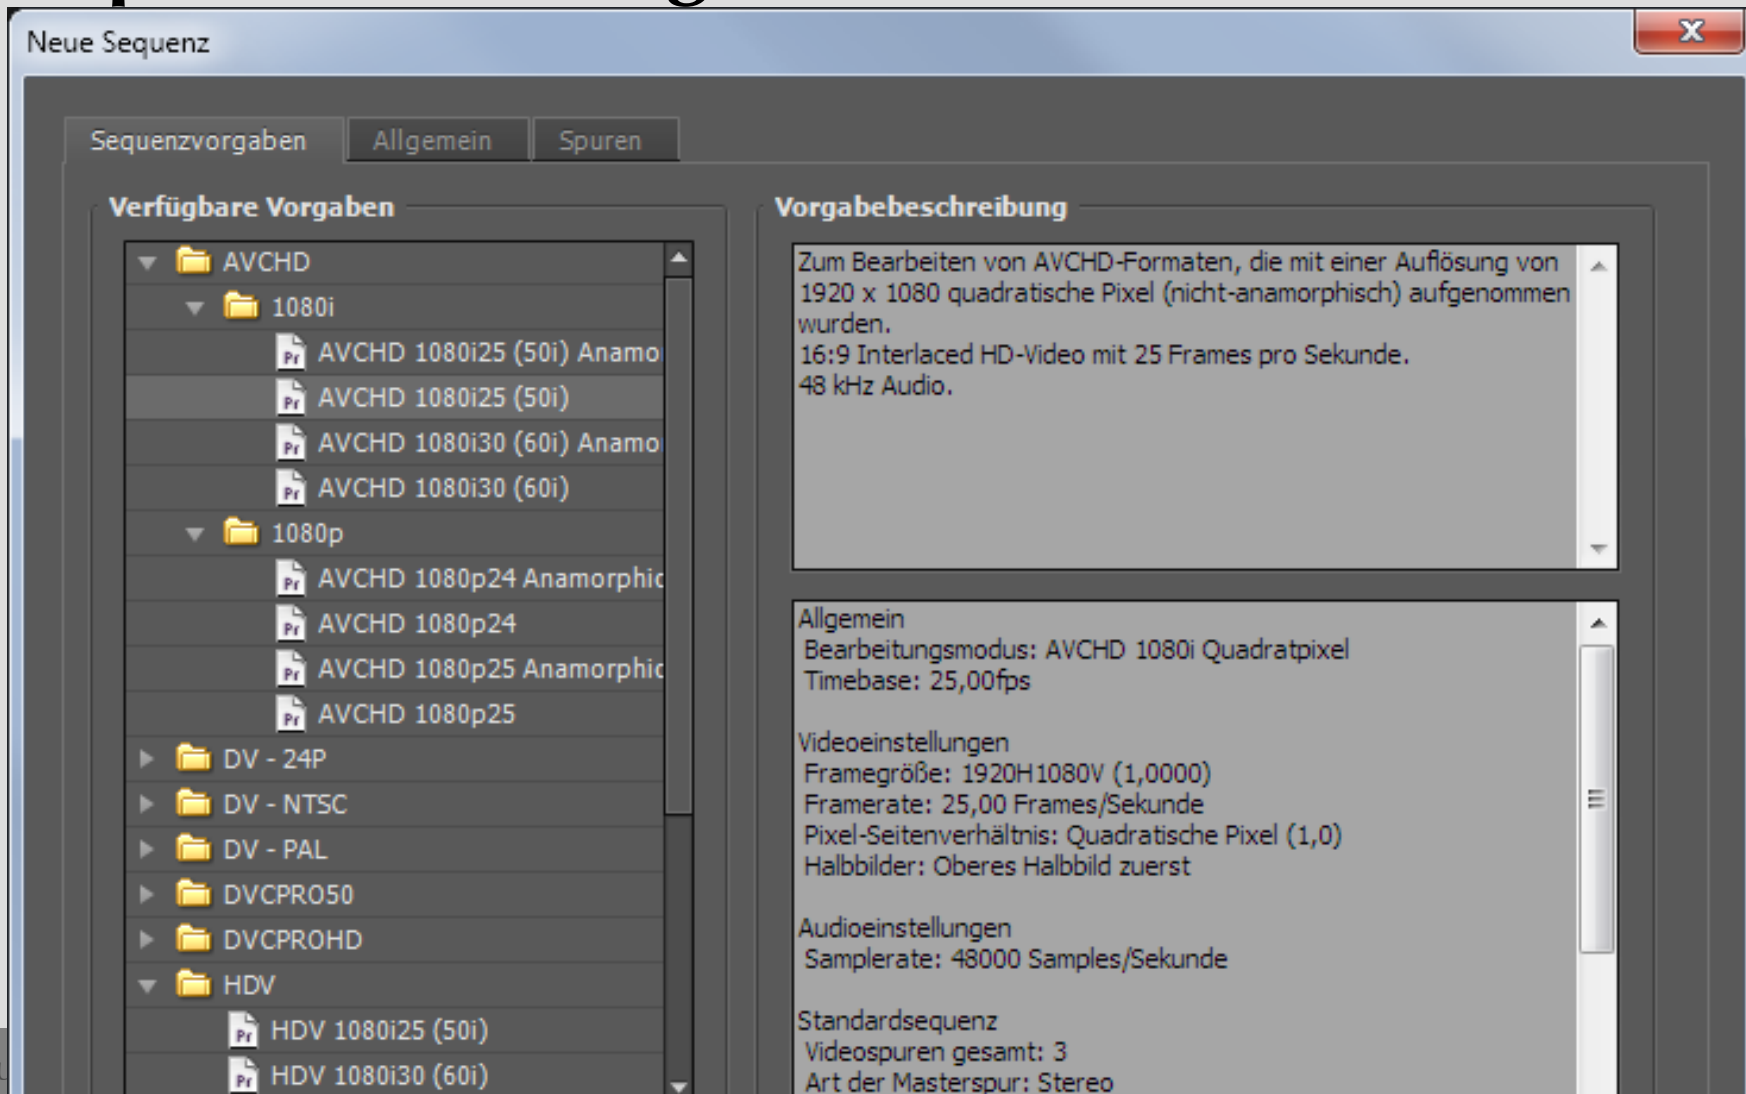 Neue Sequenz
Sequenzvorgaben
Allgemein
Spuren
Verfügbare Vorgaben
AVCHD
1080i
AVCHD 1080i25 (50i) Anamo
AVCHD 1080i25 (50i)
AVCHD 1080i30 (60i) Anamo
AVCHD 1080i30 (60i)
1080p
AVCHD 1080p24 Anamorphic
AVCHD 1080p24
AVCHD 1080p25 Anamorphic
AVCHD 1080p25
DV - 24P
DV - NTSC
DV - PAL
DVCPRO50
DVCPROHD
HDV
HDV 1080i25 (50i)
HDV 1080i30 (60i)
Vorgabebeschreibung
Zum Bearbeiten von AVCHD-Formaten, die mit einer Auflösung von
1920 x 1080 quadratische Pixel (nicht-anamorphisch) aufgenommen
wurden.
16:9 Interlaced HD-Video mit 25 Frames pro Sekunde.
48 kHz Audio.
Allgemein
Bearbeitungsmodus: AVCHD 1080i Quadratpixel
Timebase: 25,00fps
Videoeinstellungen
Framegröße: 1920H1080V (1,0000)
Framerate: 25,00 Frames/Sekunde
Pixel-Seitenverhältnis: Quadratische Pixel (1,0)
Halbbilder: Oberes Halbbild zuerst
Audioeinstellungen
Samplerate: 48000 Samples/Sekunde
Standardsequenz
Videospuren gesamt: 3
Art der Masterspur: Stereo